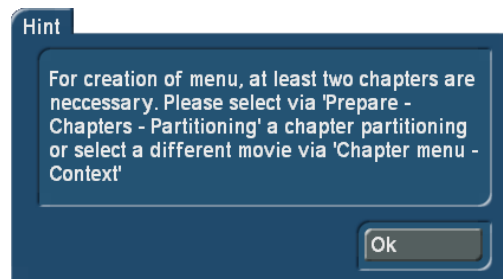 Hint
For creation of menu, at least two chapters are
neccessary. Please select via 'Prepare -
Chapters - Partitioning' a chapter partitioning
or select a different movie via 'Chapter menu -
Context'
Ok